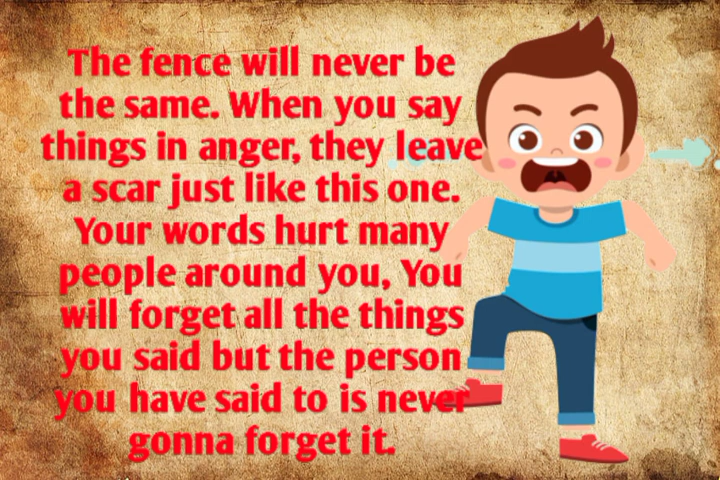 The fence will never be
the same. When you say
things in anger, they leave
a scar just like this one.
Your words hurt many
people around you, You
will forget all the things
you said but the person
you have said to is never
gonna forget it.